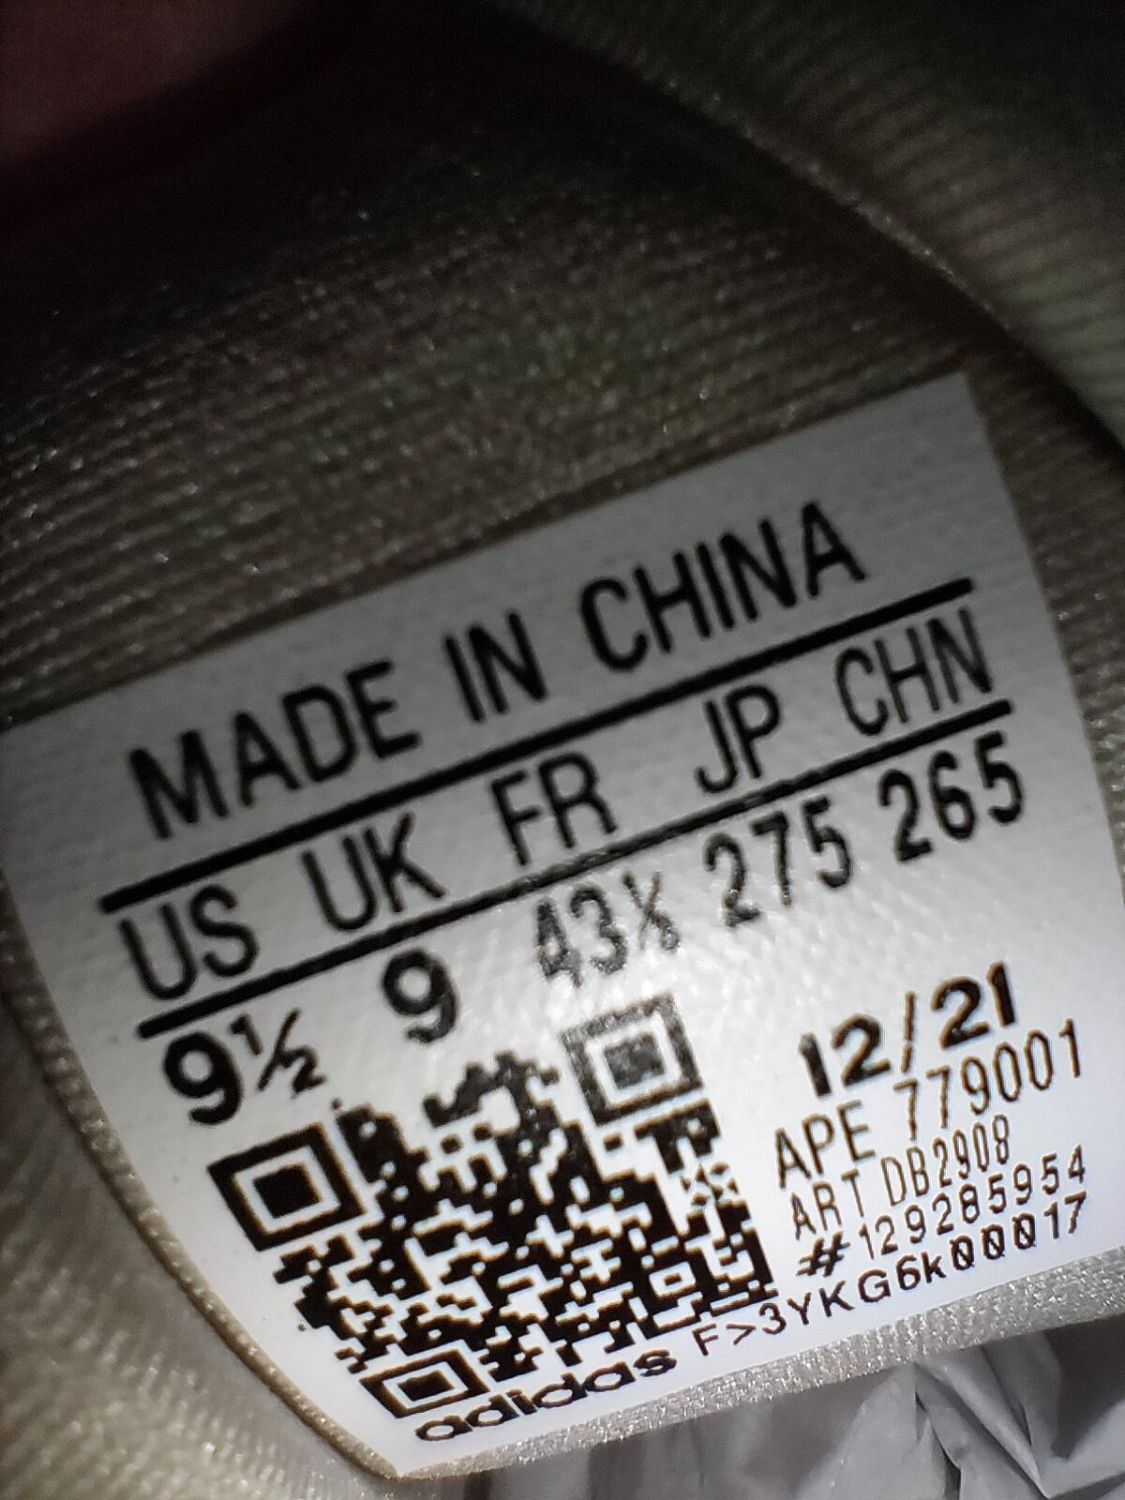 MADE IN CHINA
US UK FR JP CHN
9½ 9 43⅓ 275 265
12/21
APE 779001
ART DB2908
#129285954
F>3YKG6k00017
adidas